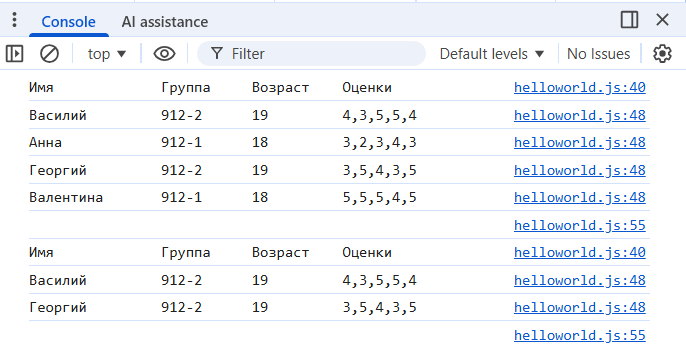 Console AI assistance
top Filter Default levels No Issues
Имя Группа Возраст Оценки helloworld.js:40
Василий 912-2 19 4,3,5,5,4 helloworld.js:48
Анна 912-1 18 3,2,3,4,3 helloworld.js:48
Георгий 912-2 19 3,5,4,3,5 helloworld.js:48
Валентина 912-1 18 5,5,5,4,5 helloworld.js:48
helloworld.js:55
Имя Группа Возраст Оценки helloworld.js:40
Василий 912-2 19 4,3,5,5,4 helloworld.js:48
Георгий 912-2 19 3,5,4,3,5 helloworld.js:48
helloworld.js:55